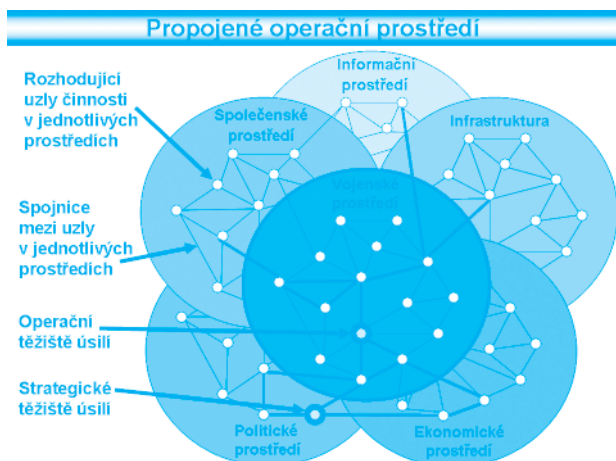 Propojené operační prostředí
Rozhodující
uzly činnosti
v jednotlivých
prostředích
Informační
prostředí
Společenské
prostředí
Infrastruktura
Vojenské
prostředí
Spojnice
mezi uzly
v jednotlivých
prostředích
Operační
těžiště úsilí
Strategické
těžiště úsilí
Politické
prostředí
Ekonomické
prostředí